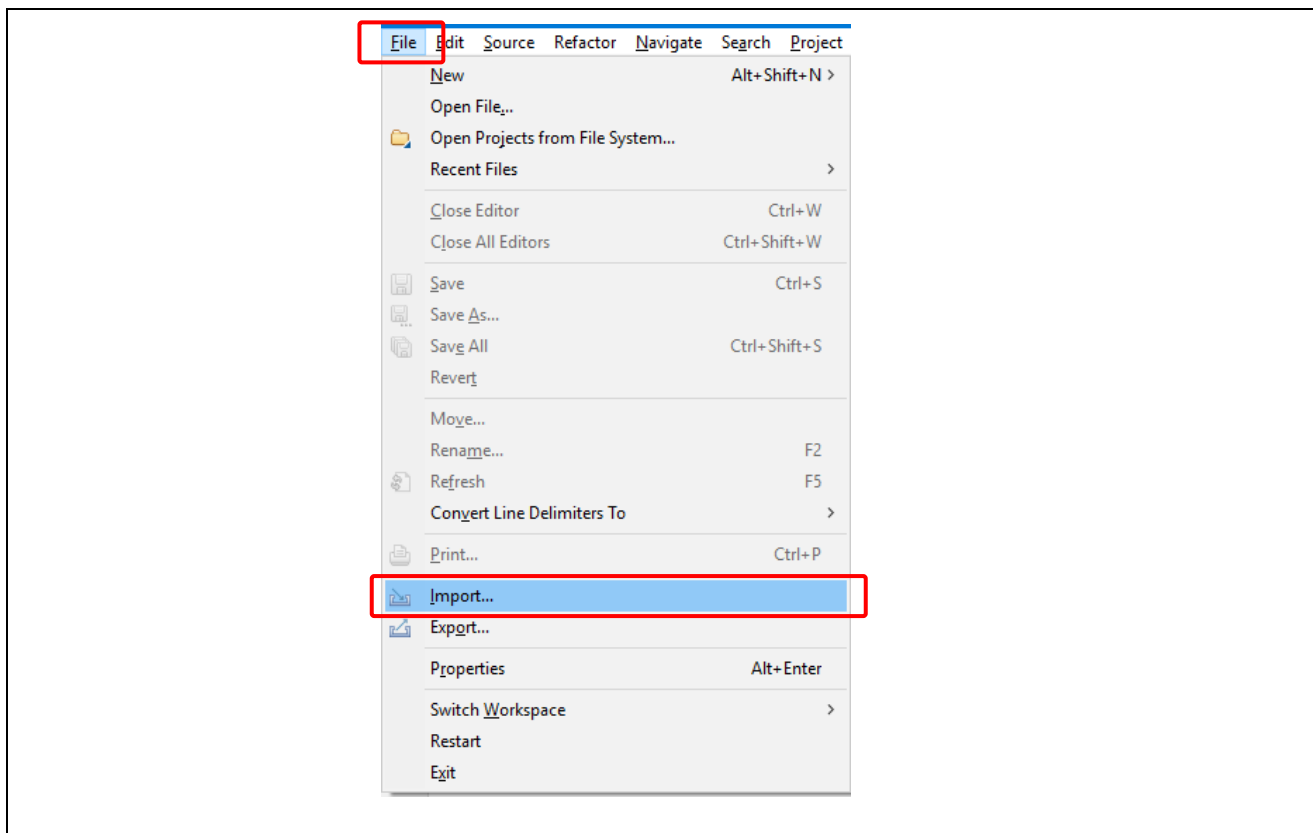 File Edit Source Refactor Navigate Search Project
New Alt+Shift+N >
Open File...
Open Projects from File System...
Recent Files >
Close Editor Ctrl+W
Close All Editors Ctrl+Shift+W
Save Ctrl+S
Save As...
Save All Ctrl+Shift+S
Revert
Move...
Rename... F2
Refresh F5
Convert Line Delimiters To >
Print... Ctrl+P
Import...
Export...
Properties Alt+Enter
Switch Workspace >
Restart
Exit